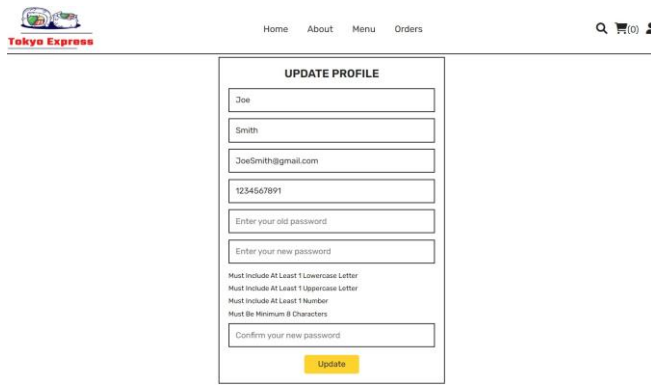 Tokyo Express
Home About Menu Orders (0)
UPDATE PROFILE
Joe
Smith
JoeSmith@gmail.com
1234567891
Enter your old password
Enter your new password
Must Include At Least 1 Lowercase Letter
Must Include At Least 1 Uppercase Letter
Must Include At Least 1 Number
Must Be Minimum 8 Characters
Confirm your new password
Update